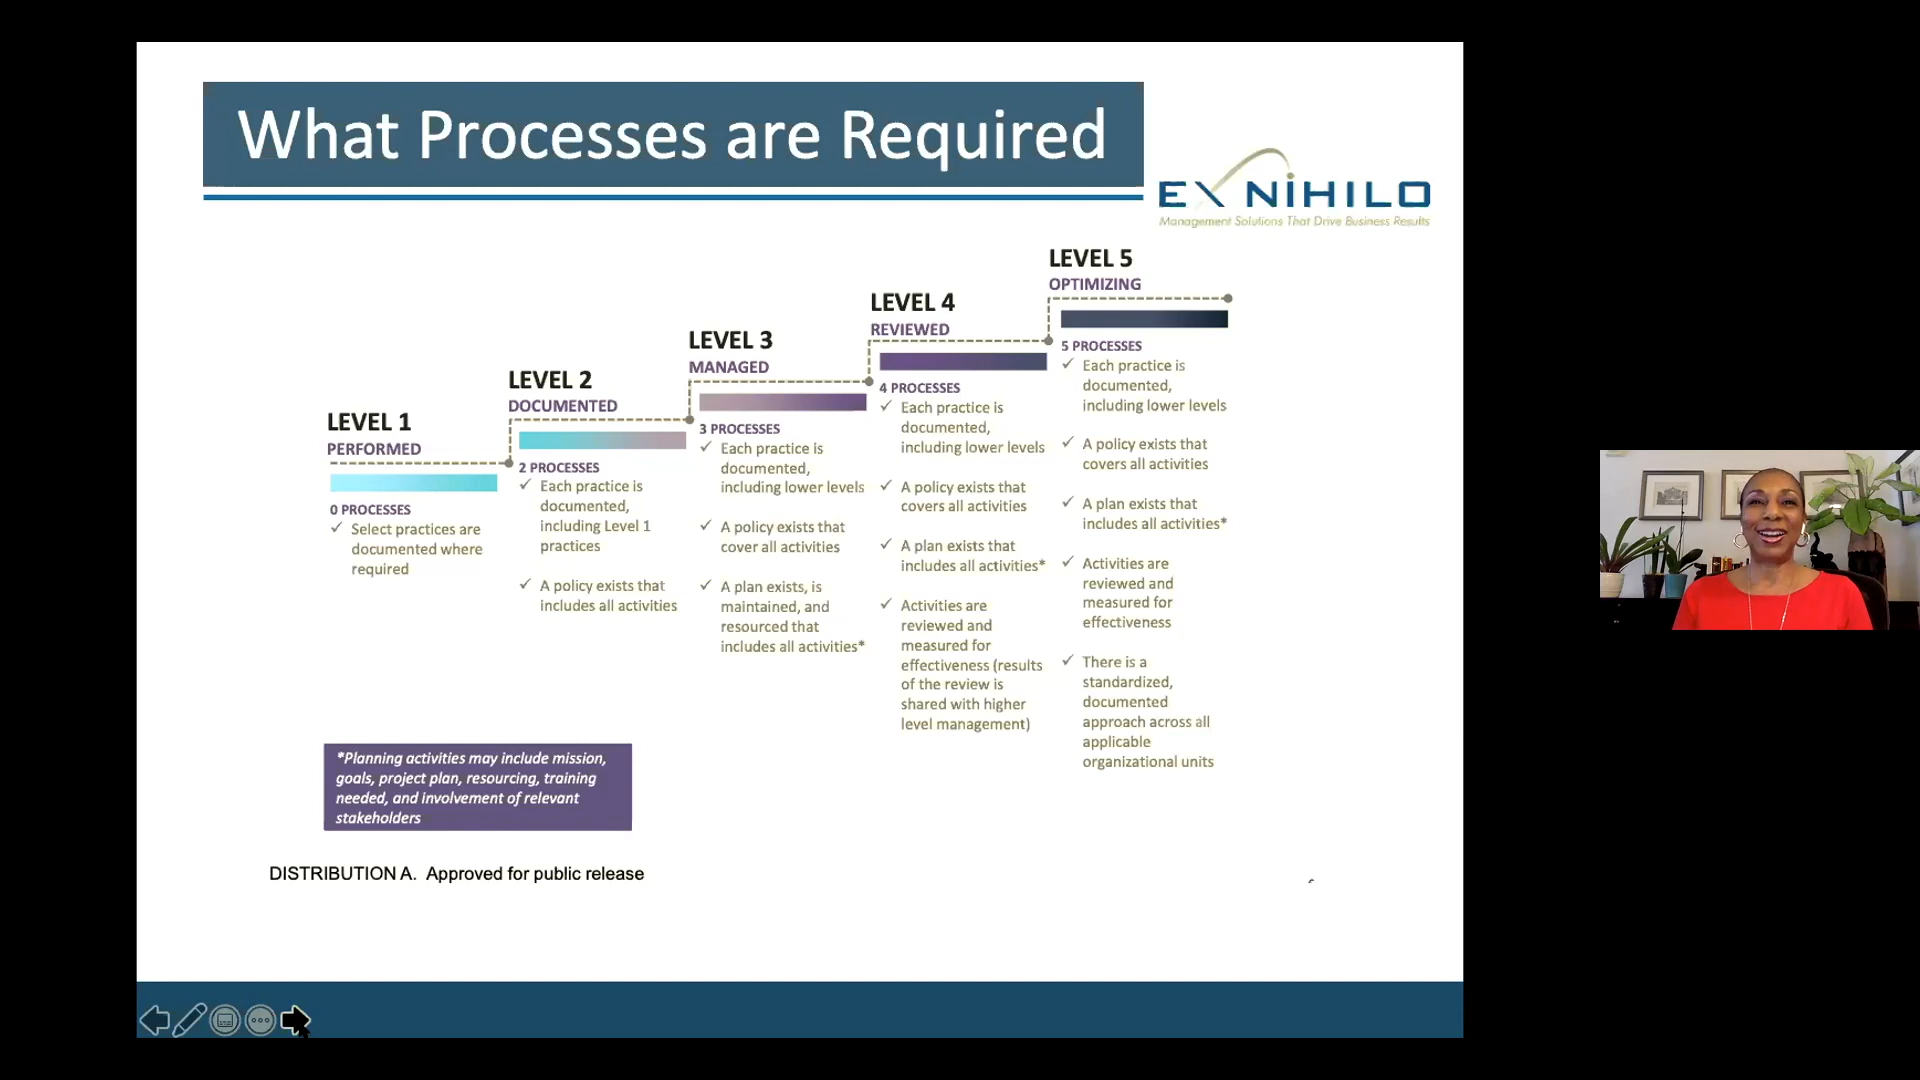 What Processes are Required
EX NIHILO
Management Solutions That Drive Business Results
LEVEL 1
PERFORMED
0 PROCESSES
✓ Select practices are
documented where
required
LEVEL 2
DOCUMENTED
2 PROCESSES
✓ Each practice is
documented,
including Level 1
practices
✓ A policy exists that
includes all activities
LEVEL 3
MANAGED
3 PROCESSES
✓ Each practice is
documented,
including lower levels
✓ A policy exists that
cover all activities
✓ A plan exists, is
maintained, and
resourced that
includes all activities*
LEVEL 4
REVIEWED
4 PROCESSES
✓ Each practice is
documented,
including lower levels
✓ A policy exists that
covers all activities
✓ A plan exists that
includes all activities*
✓ Activities are
reviewed and
measured for
effectiveness (results
of the review is
shared with higher
level management)
LEVEL 5
OPTIMIZING
5 PROCESSES
✓ Each practice is
documented,
including lower levels
✓ A policy exists that
covers all activities
✓ A plan exists that
includes all activities*
✓ Activities are
reviewed and
measured for
effectiveness
✓ There is a
standardized,
documented
approach across all
applicable
organizational units
*Planning activities may include mission,
goals, project plan, resourcing, training
needed, and involvement of relevant
stakeholders
DISTRIBUTION A. Approved for public release